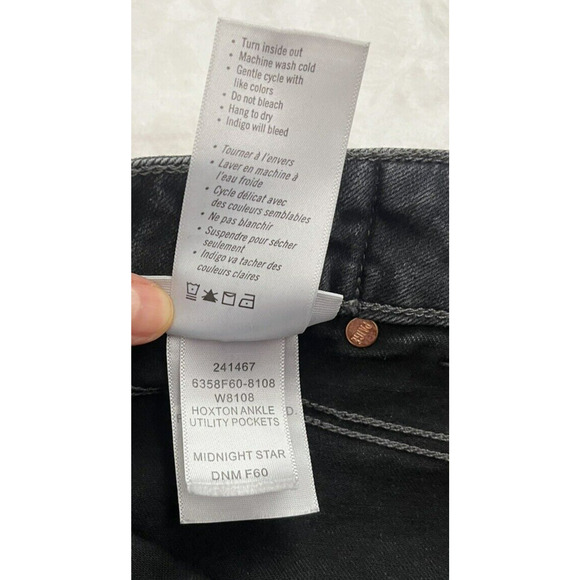 • Turn inside out
• Machine wash cold
• Gentle cycle with
like colors
• Do not bleach
• Hang to dry
• Indigo will bleed
• Tourner à l'envers
• Laver en machine à
l'eau froide
• Cycle délicat avec
des couleurs semblables
• Ne pas blanchir
• Suspendre pour sécher
seulement
• Indigo va tacher des
couleurs claires
PAIGE
241467
6358F60-8108
W8108
HOXTON ANKLE
UTILITY POCKETS
D.
MIDNIGHT STAR
DNM F60